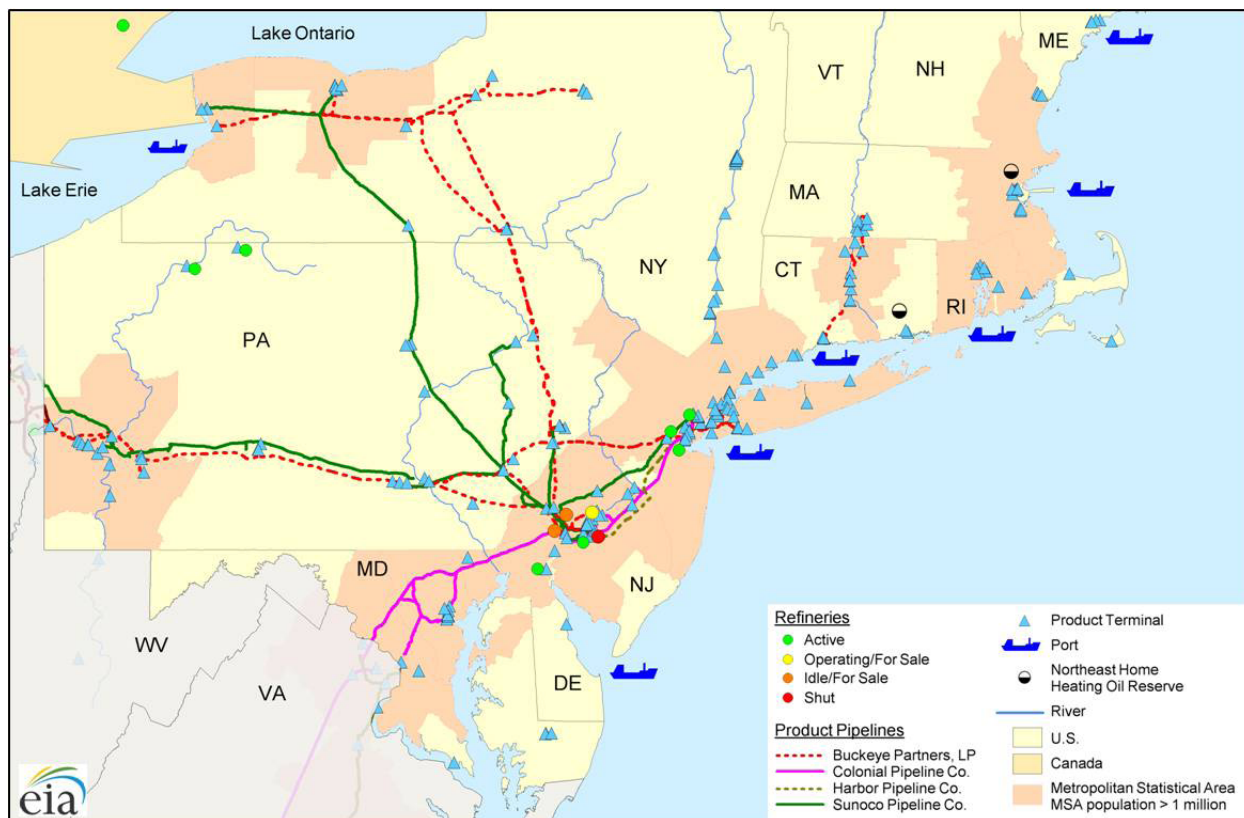 Lake Ontario
ME
VT
NH
Lake Erie
MA
NY
CT
RI
PA
MD
NJ
WV
DE
VA
Refineries
Active
Operating/For Sale
Idle/For Sale
Shut
Product Pipelines
Buckeye Partners, LP
Colonial Pipeline Co.
Harbor Pipeline Co.
Sunoco Pipeline Co.
Product Terminal
Port
Northeast Home
Heating Oil Reserve
River
U.S.
Canada
Metropolitan Statistical Area
MSA population > 1 million
eia